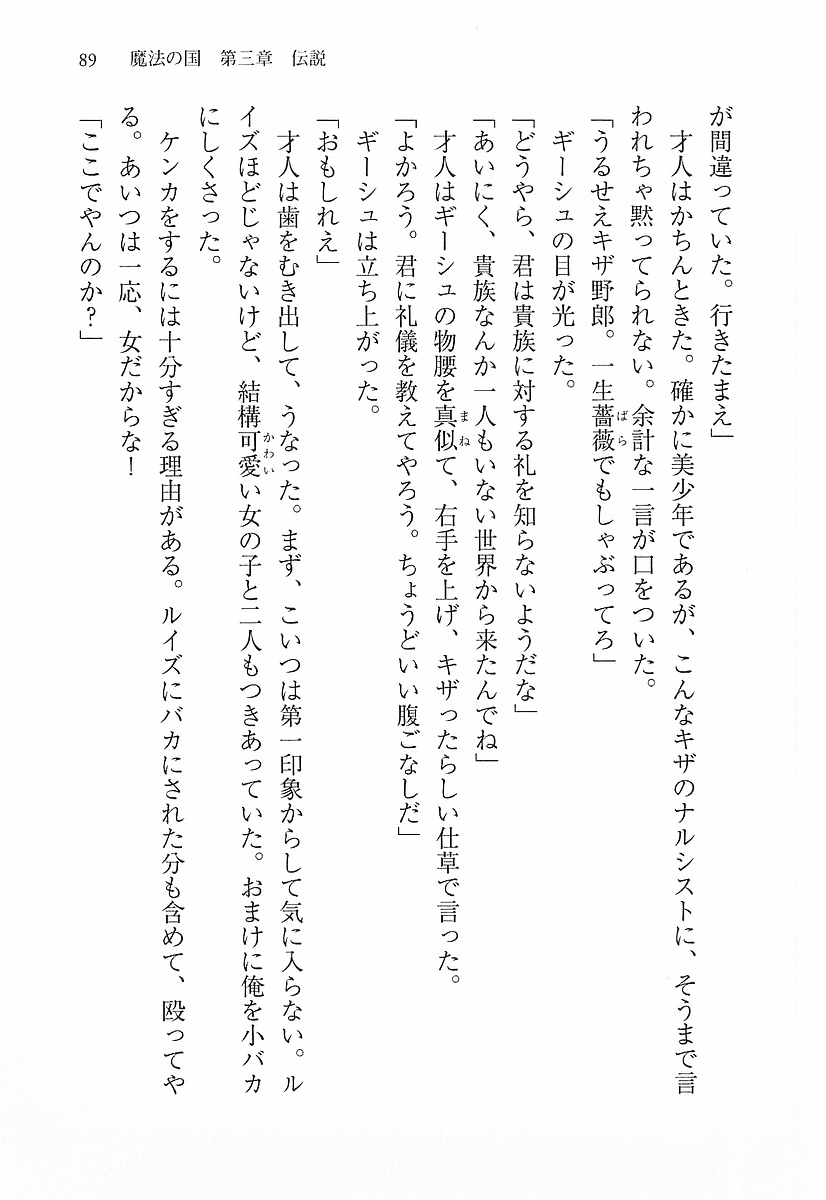 89　魔法の国　第三章　伝説
が間違っていた。行きたまえ」
　才人はかちんときた。確かに美少年であるが、こんなキザのナルシストに、そうまで言
われちゃ黙ってられない。余計な一言が口をついた。
「うるせえキザ野郎。一生薔薇でもしゃぶってろ」
ばら
　ギーシュの目が光った。
「どうやら、君は貴族に対する礼を知らないようだな」
「あいにく、貴族なんか一人もいない世界から来たんでね」
　才人はギーシュの物腰を真似て、右手を上げ、キザったらしい仕草で言った。
まね
「よかろう。君に礼儀を教えてやろう。ちょうどいい腹ごなしだ」
　ギーシュは立ち上がった。
「おもしれえ」
　才人は歯をむき出して、うなった。まず、こいつは第一印象からして気に入らない。ル
イズほどじゃないけど、結構可愛い女の子と二人もつきあっていた。おまけに俺を小バカ
かわい
にしくさった。
　ケンカをするには十分すぎる理由がある。ルイズにバカにされた分も含めて、殴ってや
る。あいつは一応、女だからな！
「ここでやんのか？」